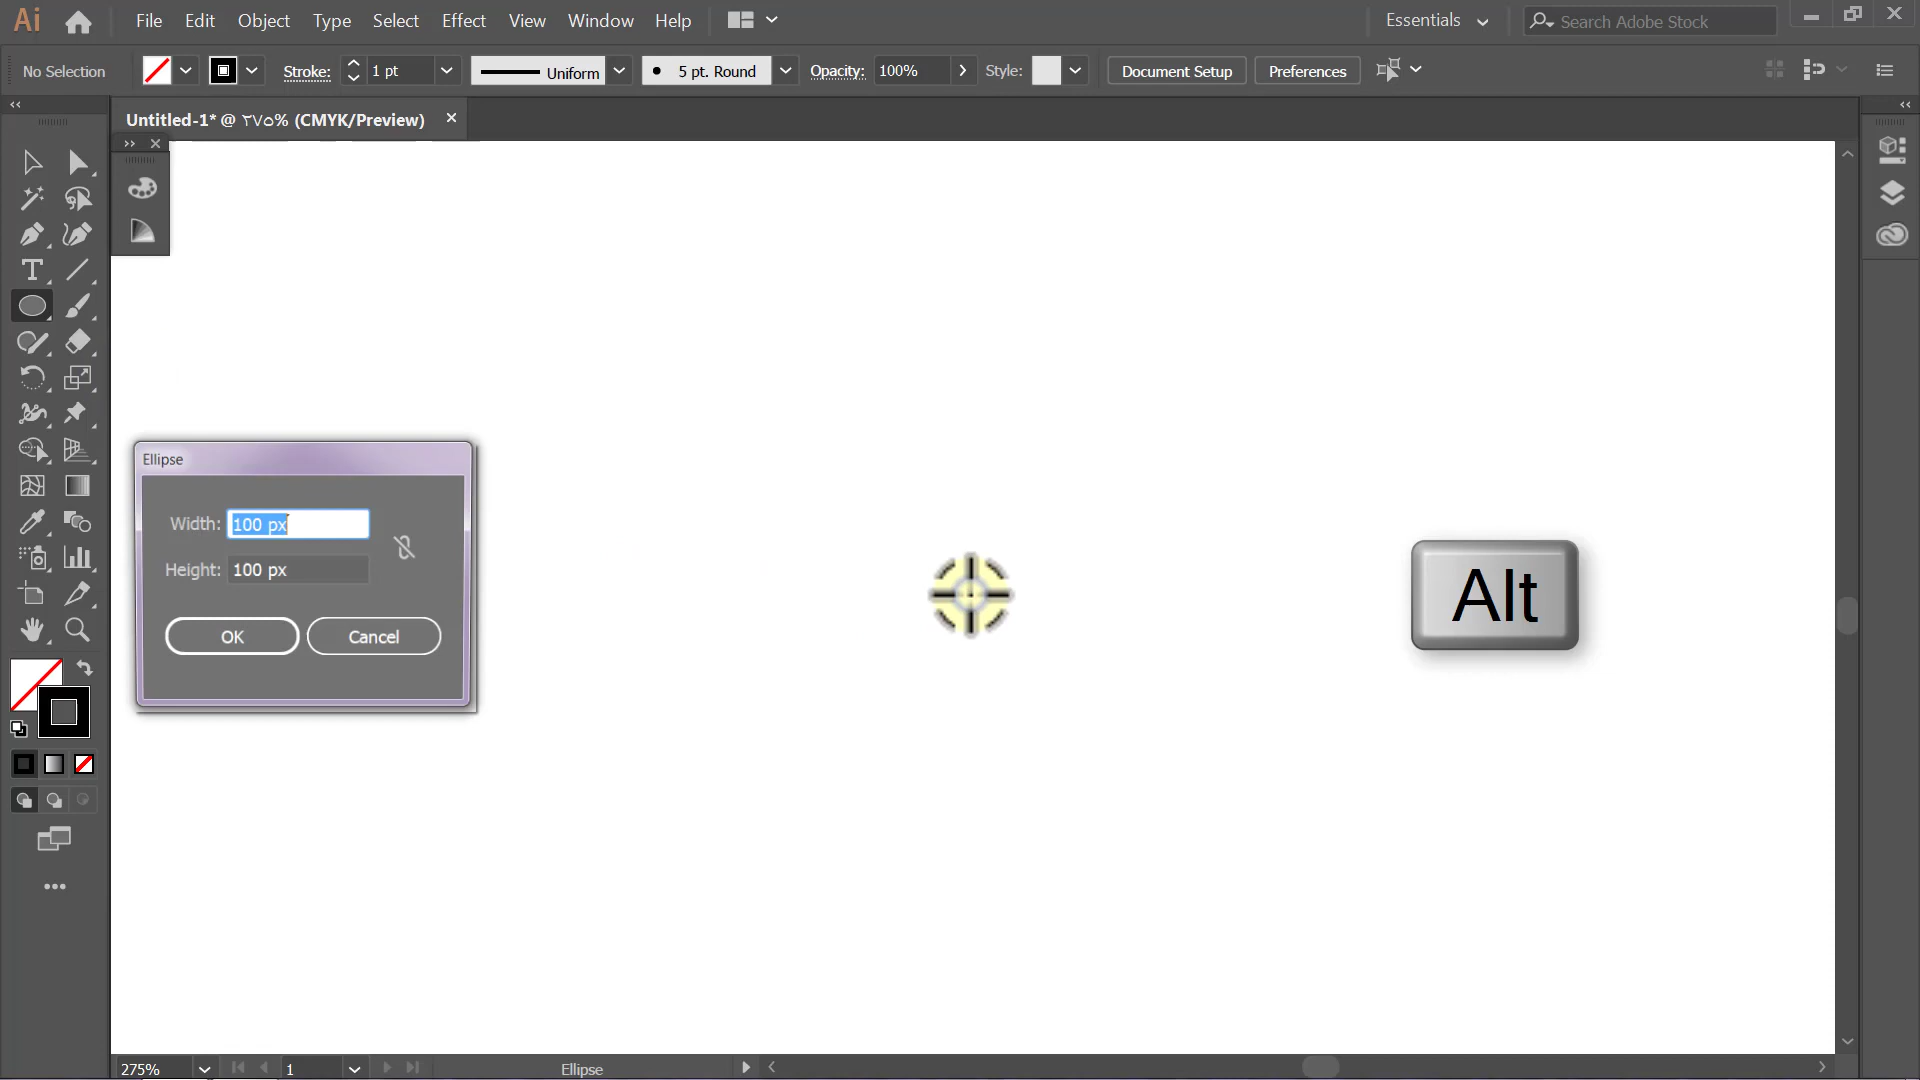 Ai File Edit Object Type Select Effect View Window Help Essentials Search Adobe Stock
No Selection Stroke: 1 pt Uniform 5 pt. Round Opacity: 100% Style: Document Setup Preferences
Untitled-1* @ ٢٧٥% (CMYK/Preview)
Ellipse
Width: 100 px
Height: 100 px
OK Cancel
Alt
275% 1 Ellipse